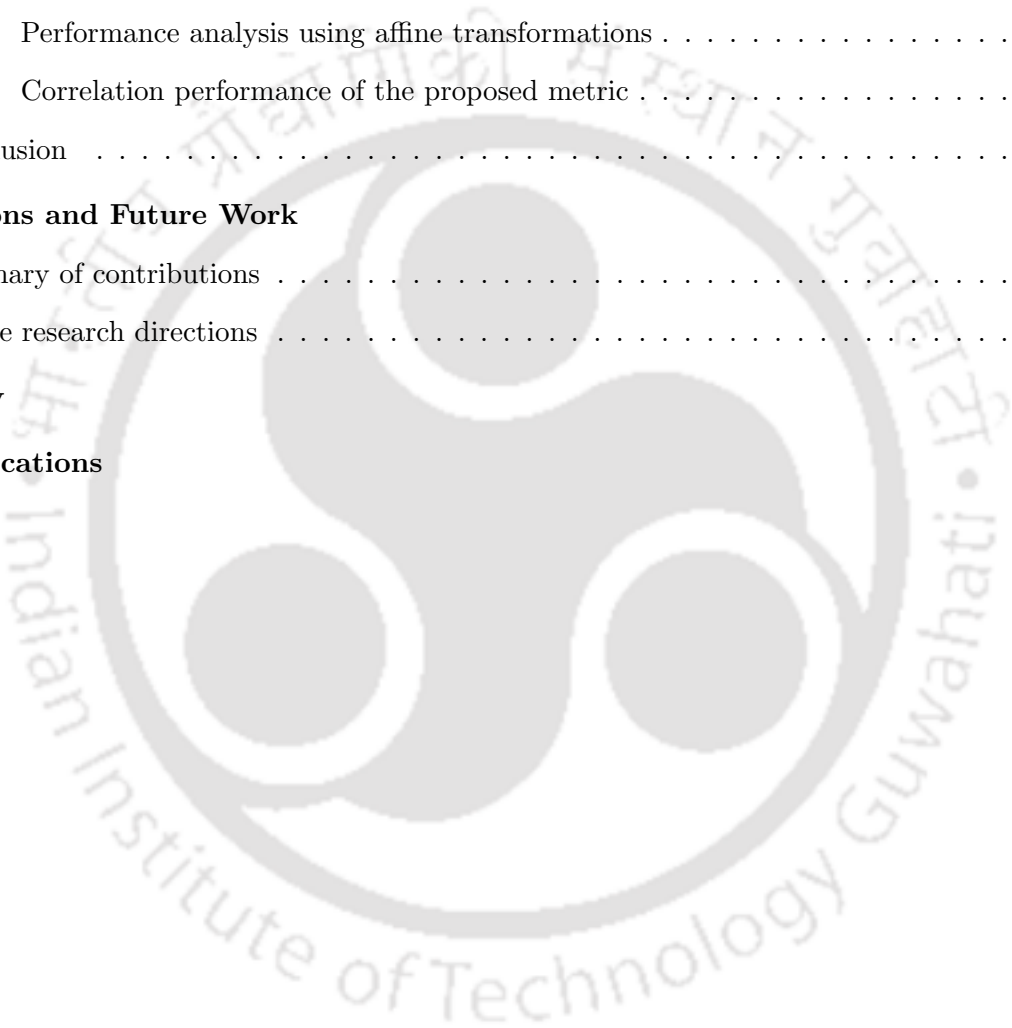 Performance analysis using affine transformations . . . . . . . . . . . . . . . .
Correlation performance of the proposed metric . . . . . . . . . . . . . . . . .
usion . . . . . . . . . . . . . . . . . . . . . . . . . . . . . . . . . . . . . . . . .
ons and Future Work
nary of contributions . . . . . . . . . . . . . . . . . . . . . . . . . . . . . . . . .
e research directions . . . . . . . . . . . . . . . . . . . . . . . . . . . . . . . . .
y
cations
Indian Institute of Technology Guwahati